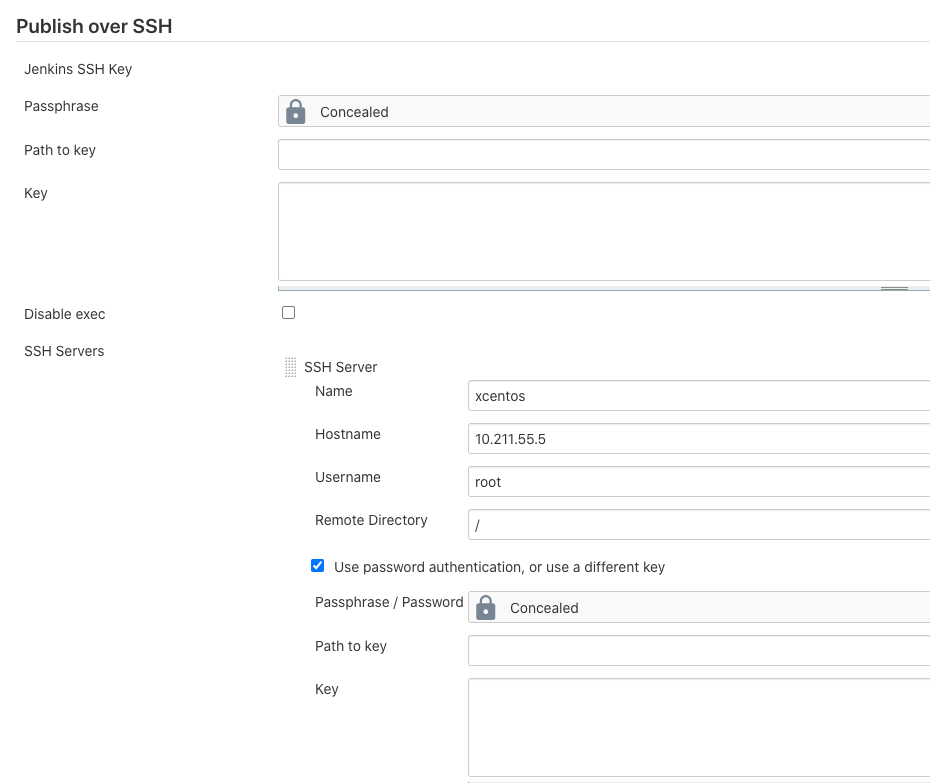 Publish over SSH
Jenkins SSH Key
Passphrase
Concealed
Path to key
Key
Disable exec
SSH Servers
SSH Server
Name
xcentos
Hostname
10.211.55.5
Username
root
Remote Directory
/
Use password authentication, or use a different key
Passphrase / Password
Concealed
Path to key
Key